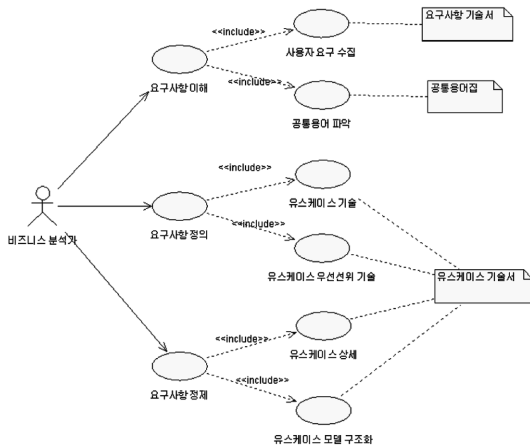 요구사항 기술서
<<include>>
사용자 요구 수집
요구사항 이해
<<include>>
공통용어집
공통용어 파악
<<include>>
유스케이스 기술
비즈니스 분석가
요구사항 정의
<<include>>
유스케이스 우선선위 기술
유스케이스 기술서
<<include>>
유스케이스 상세
요구사항 정제
<<include>>
유스케이스 모델 구조화